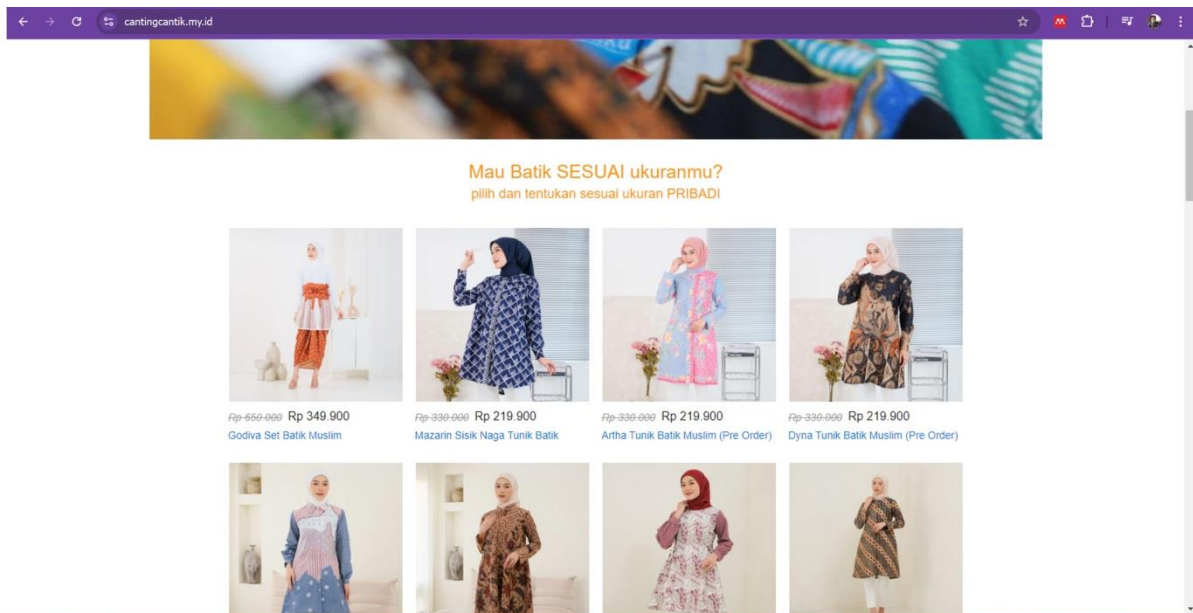 cantingcantik.my.id
Mau Batik SESUAI ukuranmu?
pilih dan tentukan sesuai ukuran PRIBADI
Rp 650.000 Rp 349.900
Godiva Set Batik Muslim
Rp 330.000 Rp 219.900
Mazarin Sisik Naga Tunik Batik
Rp 330.000 Rp 219.900
Artha Tunik Batik Muslim (Pre Order)
Rp 330.000 Rp 219.900
Dyna Tunik Batik Muslim (Pre Order)